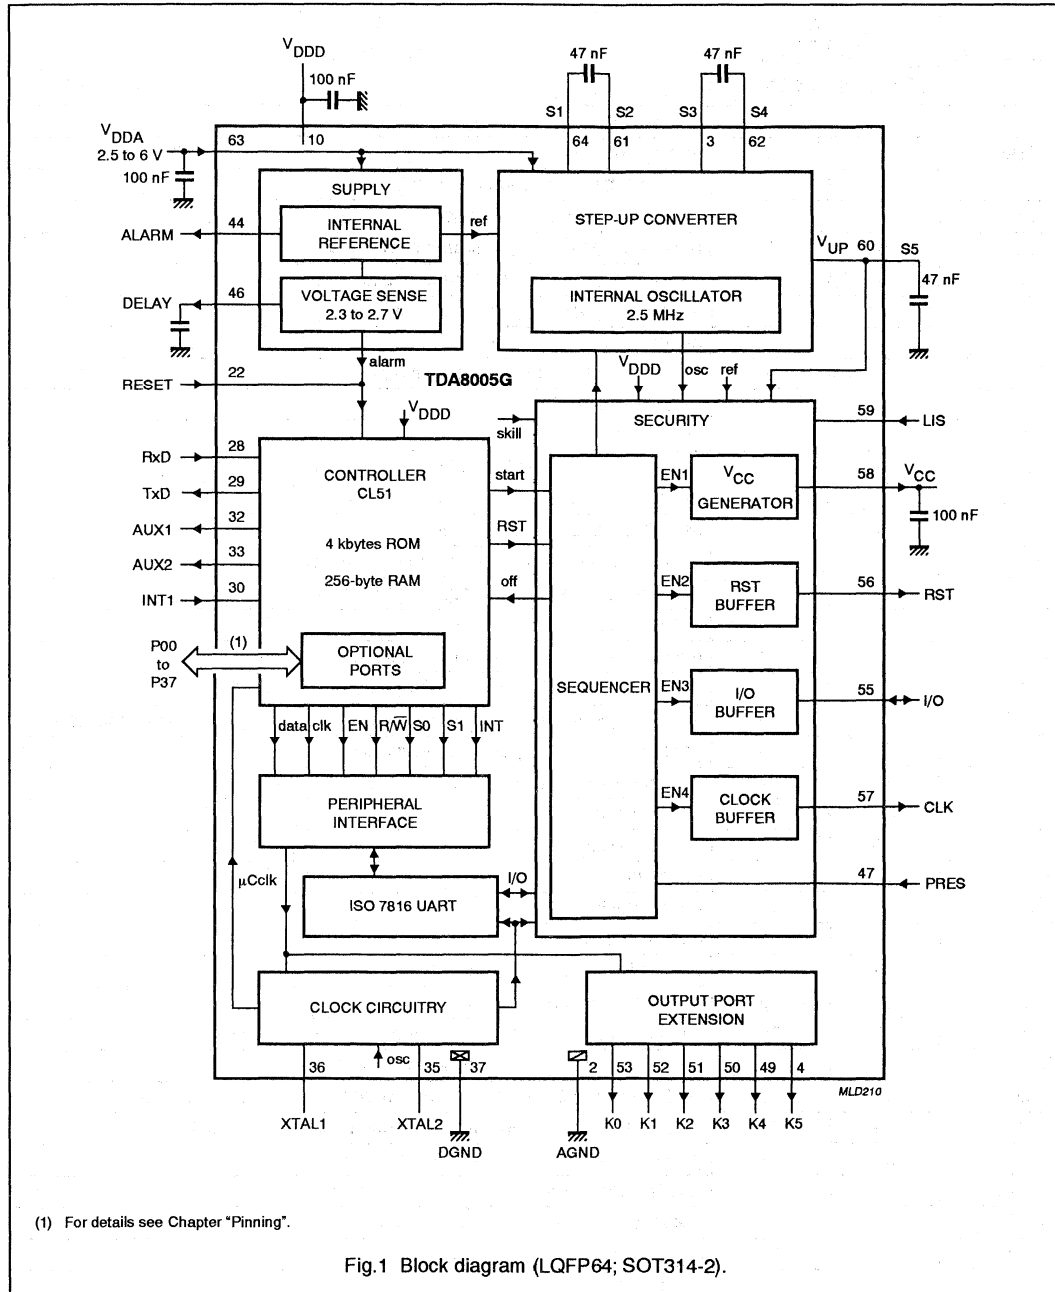 VDDD
100 nF
47 nF
47 nF
S1
S2
S3
S4
VDDA
2.5 to 6 V
63
10
64
61
3
62
100 nF
SUPPLY
INTERNAL
REFERENCE
ref
STEP-UP CONVERTER
44
ALARM
VUP
60
S5
47 nF
46
DELAY
VOLTAGE SENSE
2.3 to 2.7 V
INTERNAL OSCILLATOR
2.5 MHz
alarm
TDA8005G
VDDD
osc
ref
22
RESET
VDDD
skill
SECURITY
59
LIS
28
RxD
CONTROLLER
CL51
start
EN1
VCC
GENERATOR
58
VCC
100 nF
29
TxD
32
AUX1
4 kbytes ROM
RST
33
AUX2
256-byte RAM
off
EN2
RST
BUFFER
56
RST
30
INT1
P00
to
P37
(1)
OPTIONAL
PORTS
SEQUENCER
EN3
I/O
BUFFER
55
I/O
data
clk
EN
R/W̅
S0
S1
INT
PERIPHERAL
INTERFACE
EN4
CLOCK
BUFFER
57
CLK
µCclk
ISO 7816 UART
I/O
47
PRES
CLOCK CIRCUITRY
OUTPUT PORT
EXTENSION
36
osc
35
37
2
53
52
51
50
49
4
MLD210
XTAL1
XTAL2
DGND
AGND
K0
K1
K2
K3
K4
K5
(1) For details see Chapter “Pinning”.
Fig.1 Block diagram (LQFP64; SOT314-2).